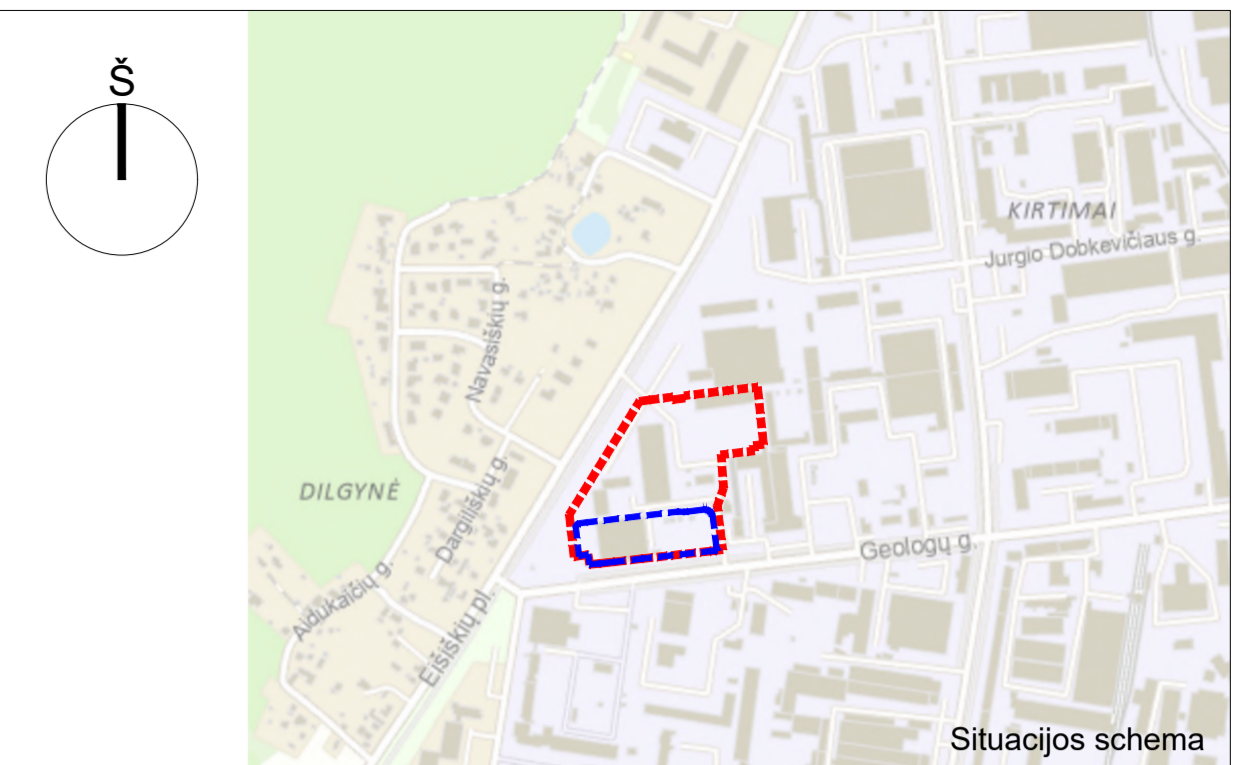 Š
KIRTIMAI
Jurgio Dobkevičiaus g.
Navasiškių g.
DILGYNĖ
Dargiliškių g.
Geologų g.
Aidukaičių g.
Eišiškių pl.
Situacijos schema